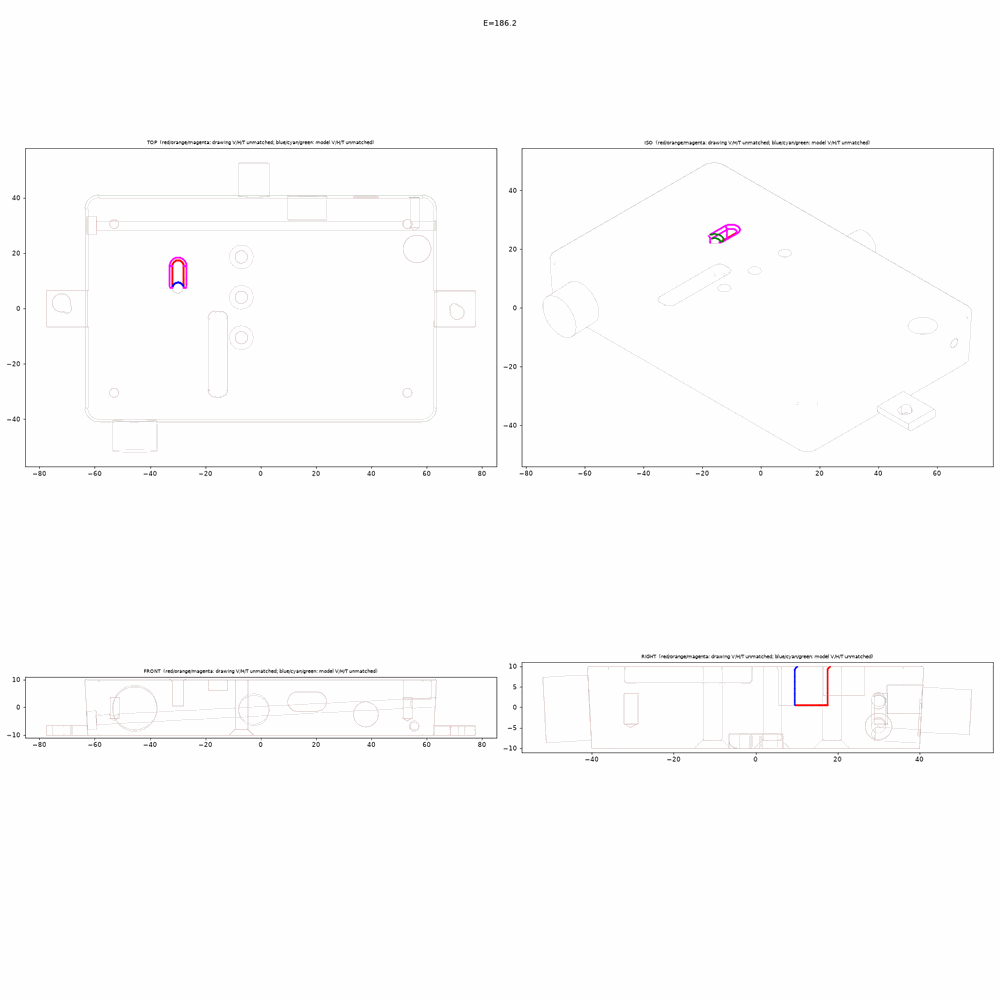 E=186.2
TOP (red/orange/magenta: drawing V/H/T unmatched; blue/cyan/green: model V/H/T unmatched)
ISO (red/orange/magenta: drawing V/H/T unmatched; blue/cyan/green: model V/H/T unmatched)
40
20
0
−20
−40
−80 −60 −40 −20 0 20 40 60 80
40
20
0
−20
−40
−80 −60 −40 −20 0 20 40 60
FRONT (red/orange/magenta: drawing V/H/T unmatched; blue/cyan/green: model V/H/T unmatched)
RIGHT (red/orange/magenta: drawing V/H/T unmatched; blue/cyan/green: model V/H/T unmatched)
10
0
−10
−80 −60 −40 −20 0 20 40 60 80
10
5
0
−5
−10
−40 −20 0 20 40